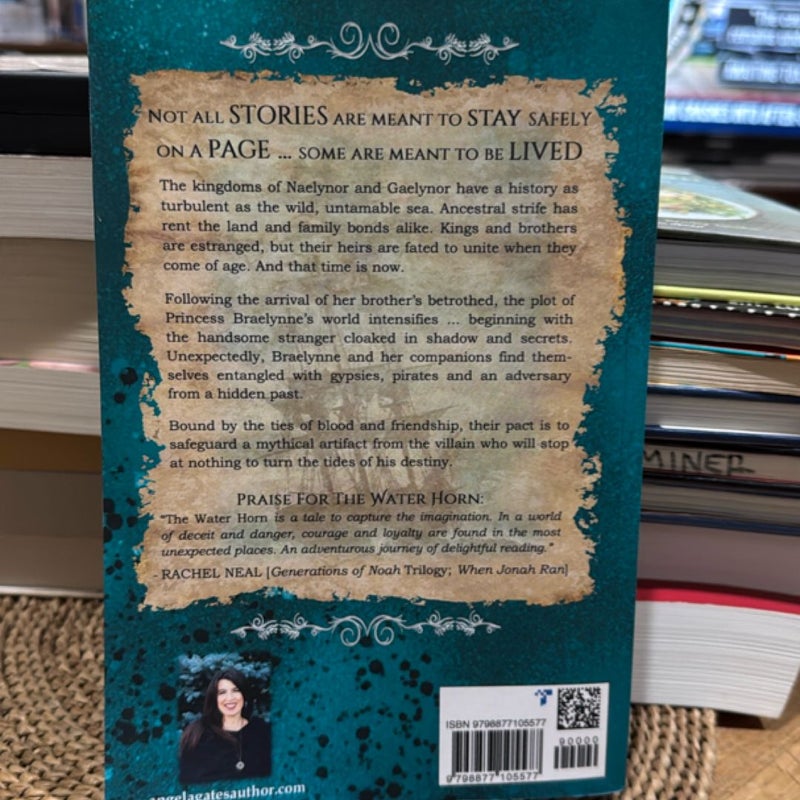 NOT ALL STORIES ARE MEANT TO STAY SAFELY
ON A PAGE ... SOME ARE MEANT TO BE LIVED
The kingdoms of Naelynor and Gaelynor have a history as
turbulent as the wild, untamable sea. Ancestral strife has
rent the land and family bonds alike. Kings and brothers
are estranged, but their heirs are fated to unite when they
come of age. And that time is now.
Following the arrival of her brother's betrothed, the plot of
Princess Braelynne's world intensifies ... beginning with
the handsome stranger cloaked in shadow and secrets.
Unexpectedly, Braelynne and her companions find them-
selves entangled with gypsies, pirates and an adversary
from a hidden past.
Bound by the ties of blood and friendship, their pact is to
safeguard a mythical artifact from the villain who will stop
at nothing to turn the tides of his destiny.
PRAISE FOR THE WATER HORN:
"The Water Horn is a tale to capture the imagination. In a world
of deceit and danger, courage and loyalty are found in the most
unexpected places. An adventurous journey of delightful reading."
- RACHEL NEAL [Generations of Noah Trilogy; When Jonah Ran]
angelagatesauthor.com
ISBN 9798877105577
90000
9 798877 105577
MINER